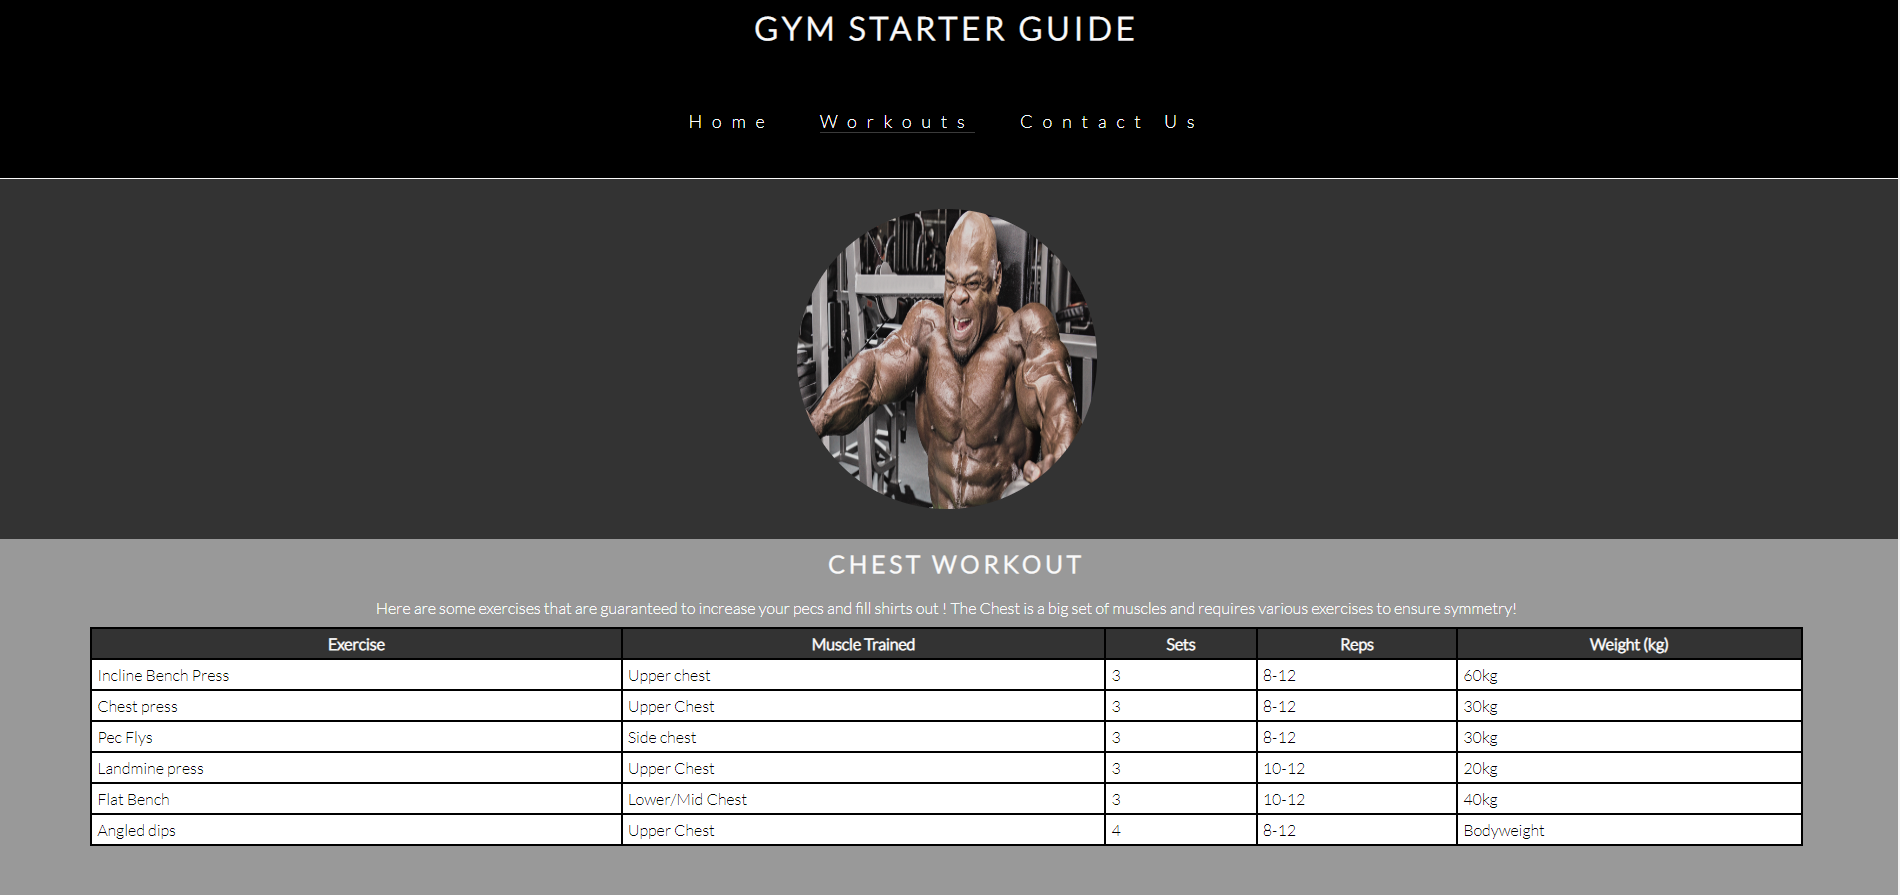 GYM STARTER GUIDE
Home Workouts Contact Us
CHEST WORKOUT
Here are some exercises that are guaranteed to increase your pecs and fill shirts out ! The Chest is a big set of muscles and requires various exercises to ensure symmetry!
Exercise Muscle Trained Sets Reps Weight (kg)
Incline Bench Press Upper chest 3 8-12 60kg
Chest press Upper Chest 3 8-12 30kg
Pec Flys Side chest 3 8-12 30kg
Landmine press Upper Chest 3 10-12 20kg
Flat Bench Lower/Mid Chest 3 10-12 40kg
Angled dips Upper Chest 4 8-12 Bodyweight